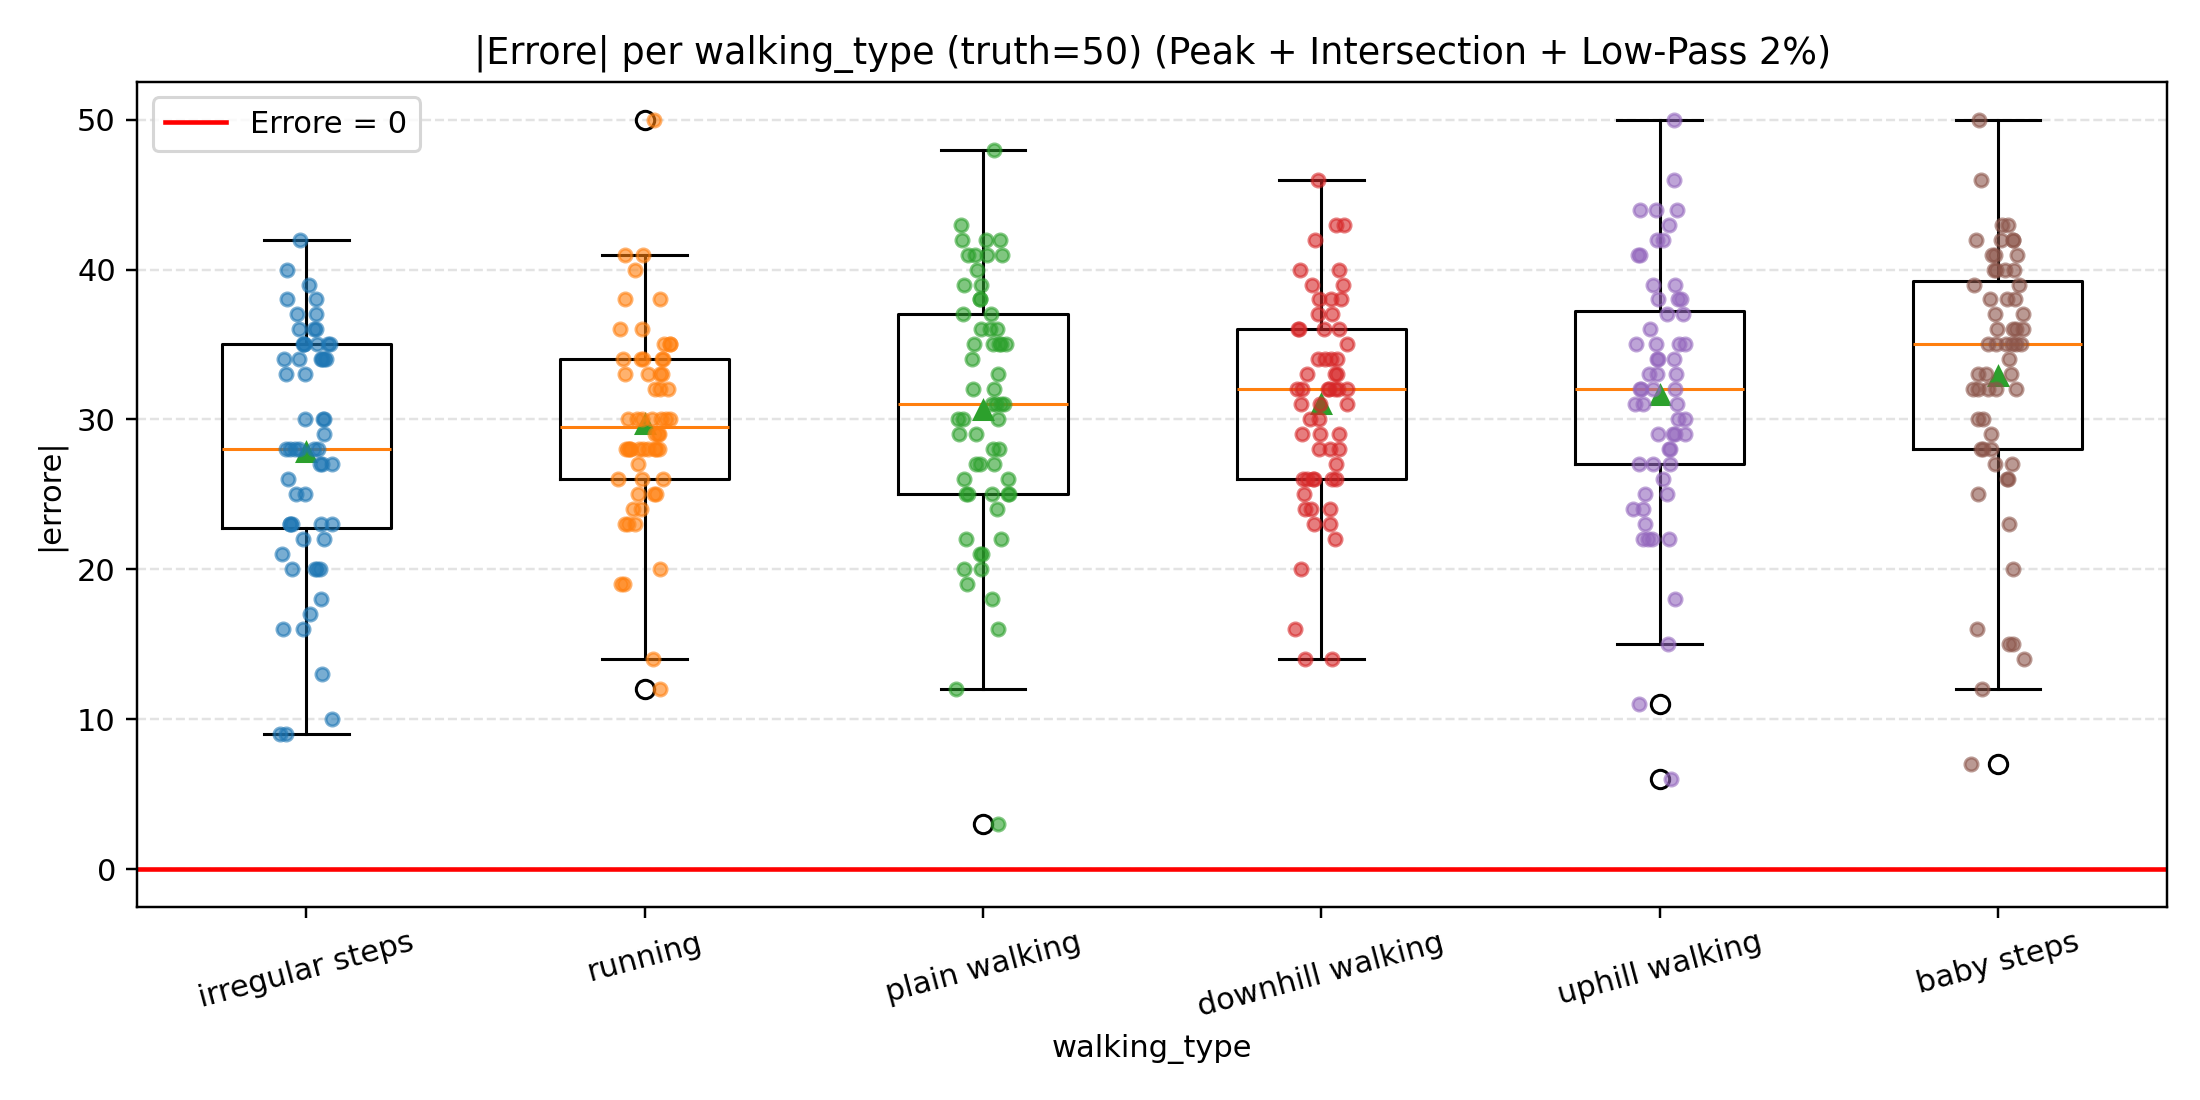 |Errore| per walking_type (truth=50) (Peak + Intersection + Low-Pass 2%)
Errore = 0
50
40
30
20
10
0
|errore|
irregular steps
running
plain walking
downhill walking
uphill walking
baby steps
walking_type